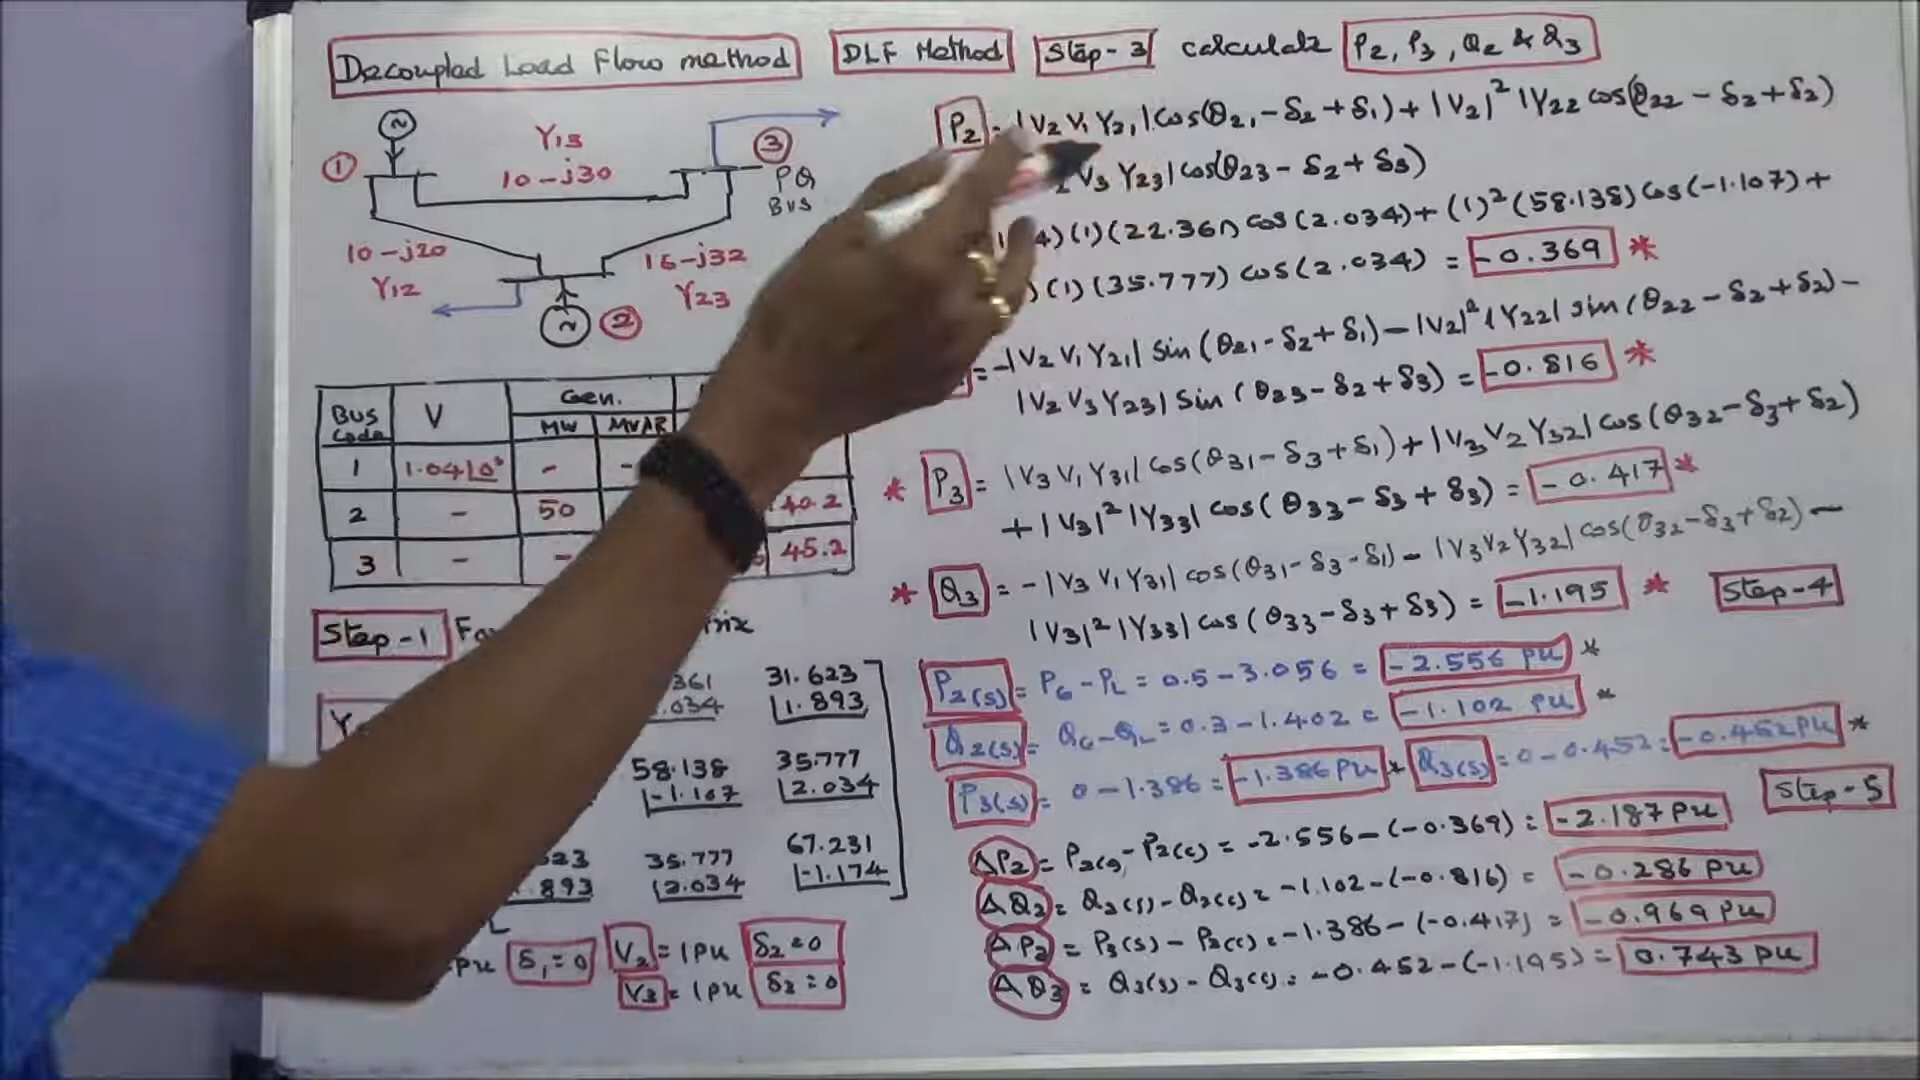 Decoupled Load Flow method
DLF Method
Step-3 calculate P2, P3, Q2 & Q3
Y13
10-j30
1
3
PQ
BUS
10-j20
Y12
16-j32
Y23
2
~
~
P2 = |V2 V1 Y21| cos(θ21 - δ2 + δ1) + |V2|² |Y22 cos(θ22 - δ2 + δ2)
V3 Y23| cos(θ23 - δ2 + δ3)
4)(1)(22.361) cos(2.034) + (1)² (58.138) cos(-1.107) +
)(1)(35.777) cos(2.034) = -0.369 *
= -|V2 V1 Y21| sin(θ21 - δ2 + δ1) - |V2|² |Y22| sin(θ22 - δ2 + δ2) -
|V2 V3 Y23| sin(θ23 - δ2 + δ3) = -0.816 *
* P3 = |V3 V1 Y31| cos(θ31 - δ3 + δ1) + |V3 V2 Y32| cos(θ32 - δ3 + δ2)
+ |V3|² |Y33| cos(θ33 - δ3 + δ3) = -0.417 *
* Q3 = -|V3 V1 Y31| cos(θ31 - δ3 - δ1) - |V3 V2 Y32| cos(θ32 - δ3 + δ2) -
|V3|² |Y33| cos(θ33 - δ3 + δ3) = -1.195 *
Step-4
P2(s) = PG - PL = 0.5 - 3.056 = -2.556 pu *
Q2(s) = QG - QL = 0.3 - 1.402 = -1.102 pu *
P3(s) = 0 - 1.386 = -1.386 pu * Q3(s) = 0 - 0.452 = -0.452 pu *
Step-5
ΔP2 = P2(s) - P2(c) = -2.556 - (-0.369) = -2.187 pu
ΔQ2 = Q2(s) - Q2(c) = -1.102 - (-0.816) = -0.286 pu
= P3(s) - P3(c) = -1.386 - (-0.417) = -0.969 pu
ΔQ3 = Q3(s) - Q3(c) = -0.452 - (-1.195) = 0.743 pu
Bus Code V Gen.
MW MVAR
1 1.04∠0° - -
2 - 50 40.2
3 - - 45.2
Step-1
361 31.623
.034 ∠1.893
58.138 35.777
∠-1.107 ∠2.034
623 35.777 67.231
.893 ∠2.034 ∠-1.174
pu δ1 = 0 V2 = 1 pu δ2 = 0
V3 = 1 pu δ3 = 0